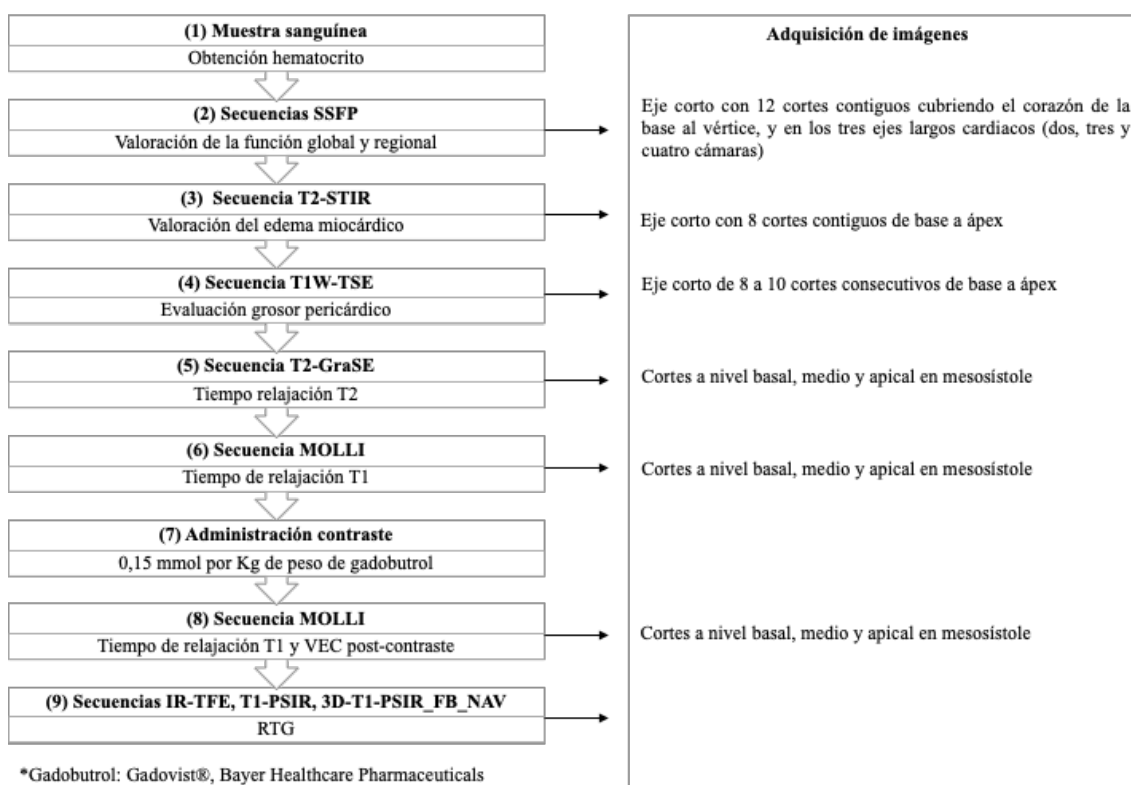 (1) Muestra sanguínea
Obtención hematocrito
(2) Secuencias SSFP
Valoración de la función global y regional
(3) Secuencia T2-STIR
Valoración del edema miocárdico
(4) Secuencia T1W-TSE
Evaluación grosor pericárdico
(5) Secuencia T2-GraSE
Tiempo relajación T2
(6) Secuencia MOLLI
Tiempo de relajación T1
(7) Administración contraste
0,15 mmol por Kg de peso de gadobutrol
(8) Secuencia MOLLI
Tiempo de relajación T1 y VEC post-contraste
(9) Secuencias IR-TFE, T1-PSIR, 3D-T1-PSIR_FB_NAV
RTG
*Gadobutrol: Gadovist®, Bayer Healthcare Pharmaceuticals
Adquisición de imágenes
Eje corto con 12 cortes contiguos cubriendo el corazón de la
base al vértice, y en los tres ejes largos cardiacos (dos, tres y
cuatro cámaras)
Eje corto con 8 cortes contiguos de base a ápex
Eje corto de 8 a 10 cortes consecutivos de base a ápex
Cortes a nivel basal, medio y apical en mesosístole
Cortes a nivel basal, medio y apical en mesosístole
Cortes a nivel basal, medio y apical en mesosístole